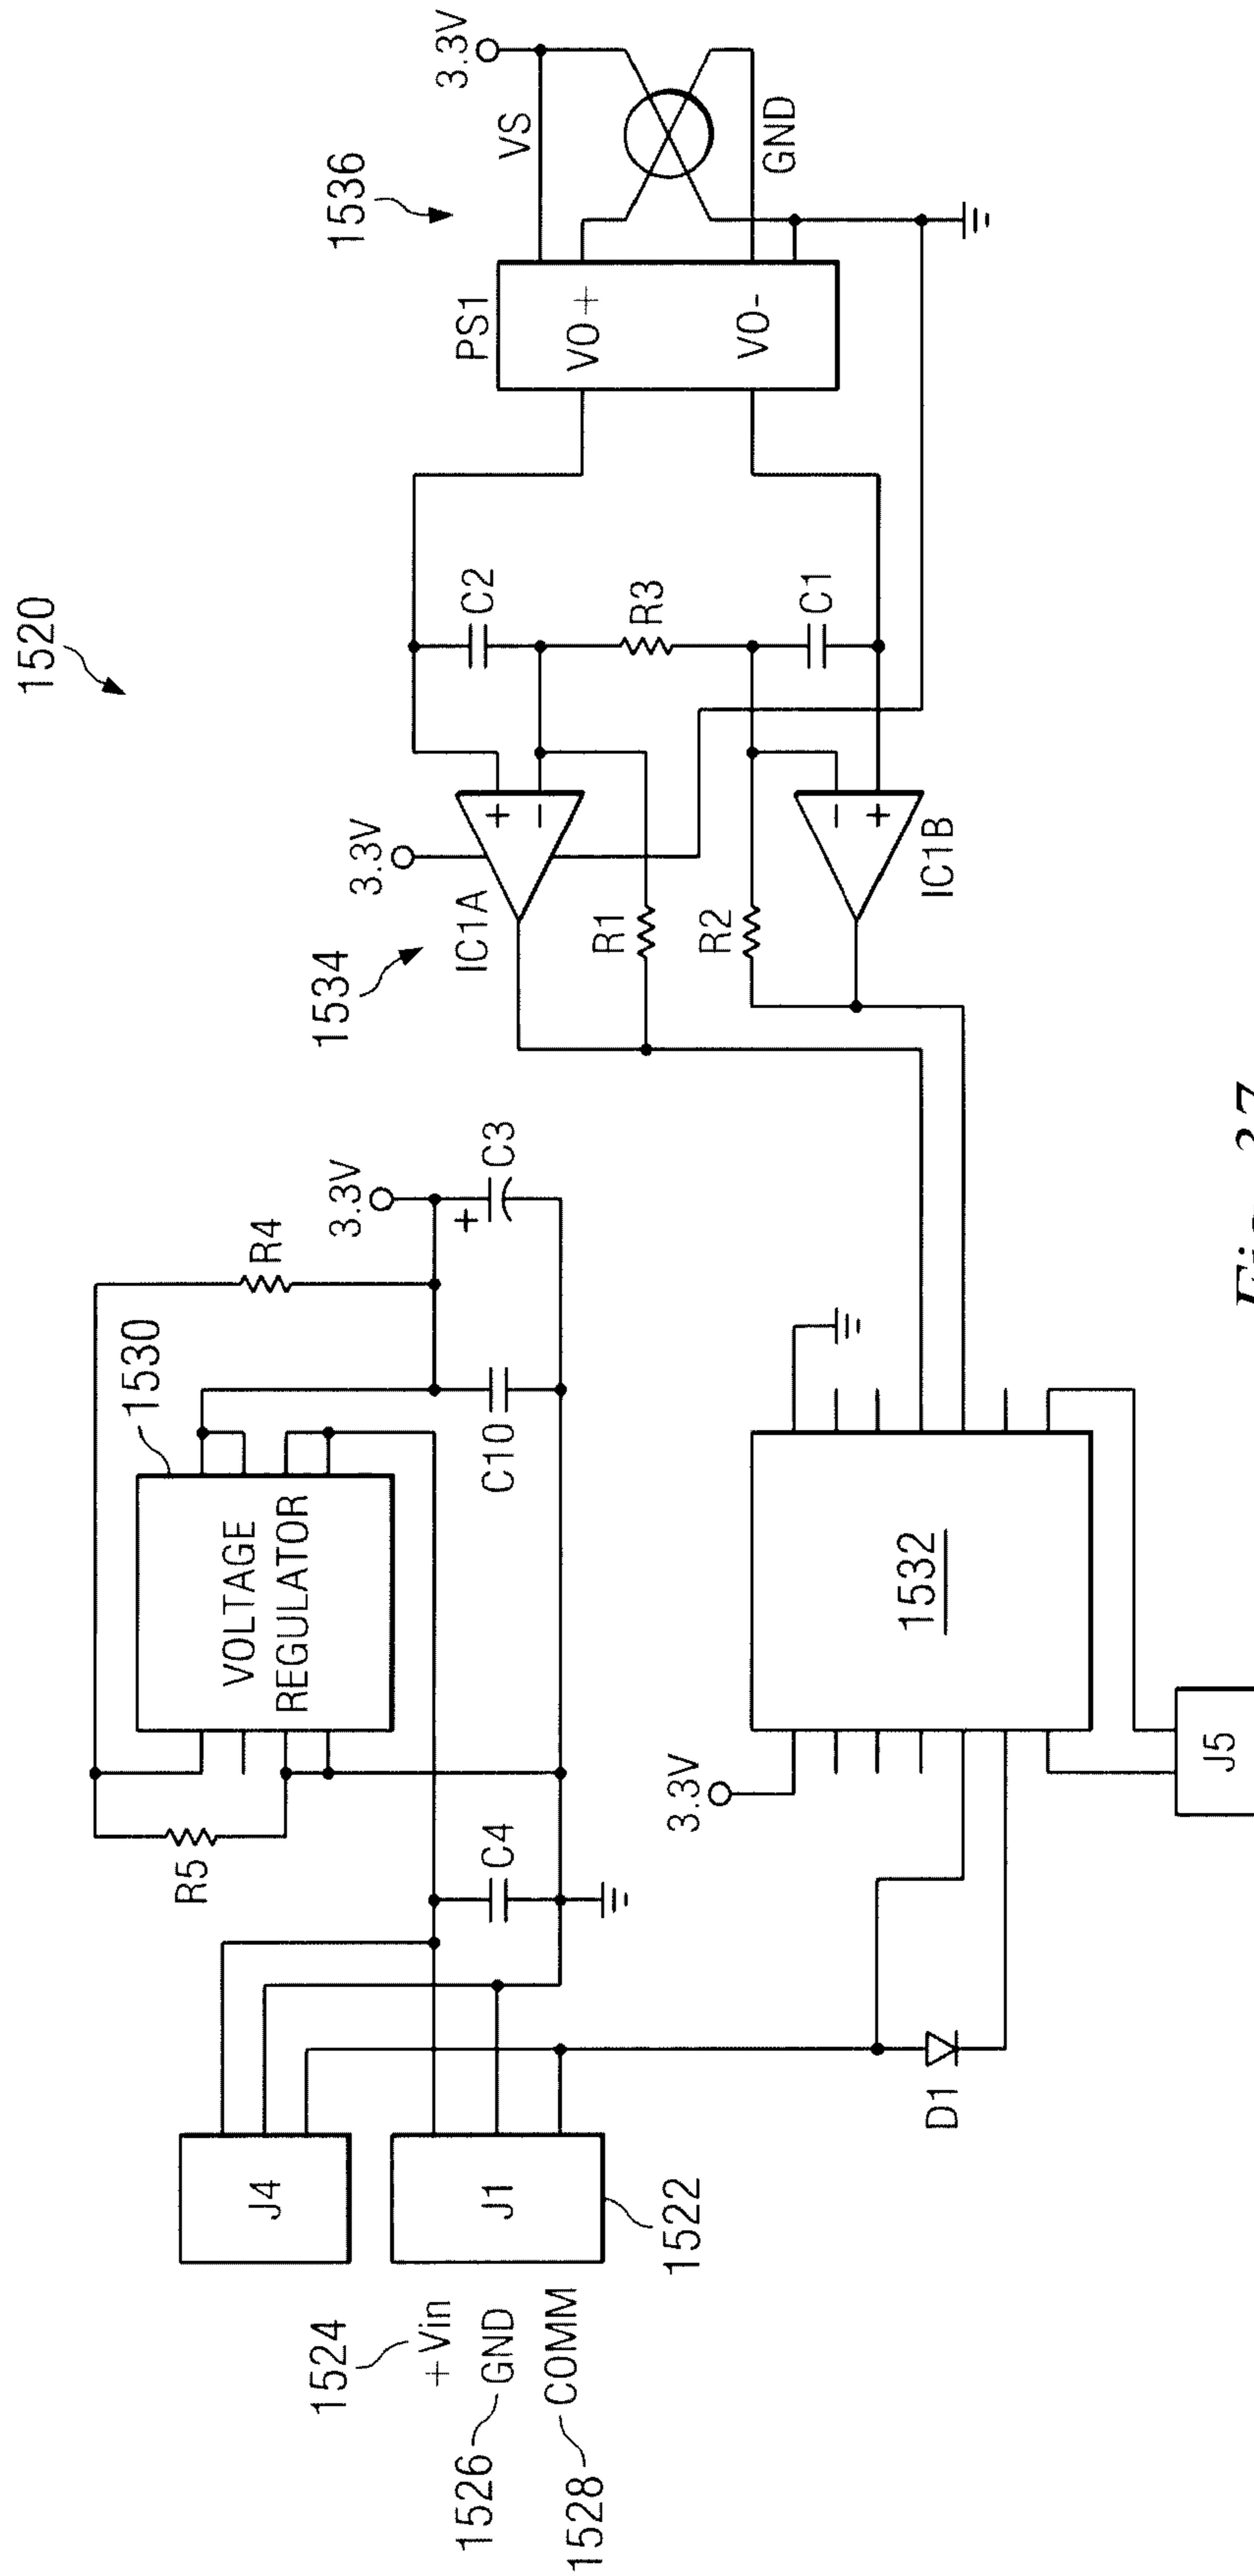 1520
1530
VOLTAGE
REGULATOR
R5
R4
3.3V
+
C3
C10
C4
J4
J1
1522
1524
+ Vin
1526
GND
1528
COMM
D1
3.3V
1532
J5
1534
3.3V
IC1A
+
−
R1
R2
−
+
IC1B
C2
R3
C1
1536
PS1
VO+
VO-
VS
3.3V
GND